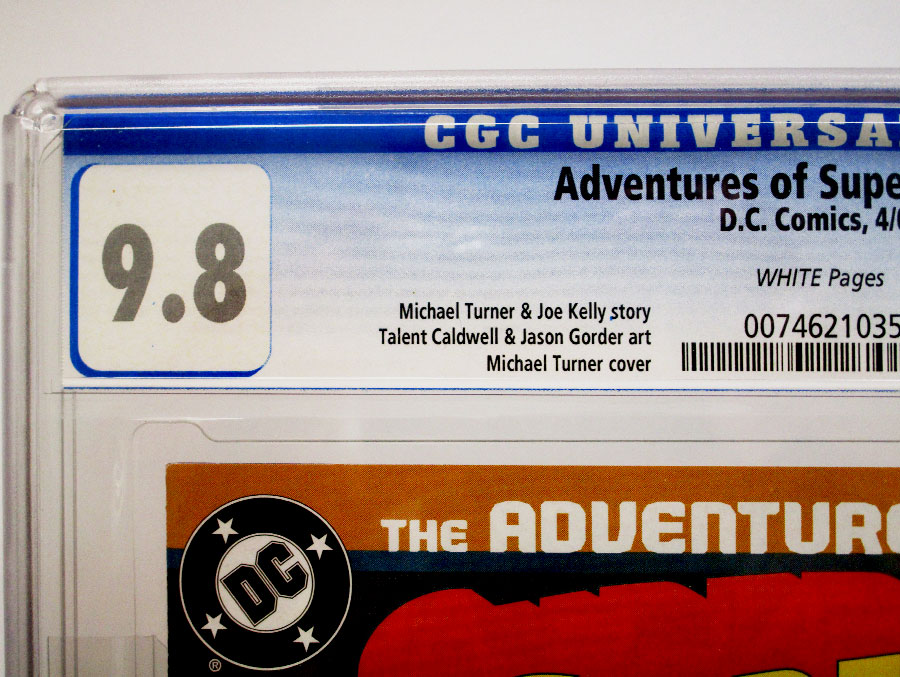 CGC UNIVERSA
9.8
Adventures of Supe
D.C. Comics, 4/0
WHITE Pages
Michael Turner & Joe Kelly story
Talent Caldwell & Jason Gorder art
Michael Turner cover
0074621035
THE ADVENTUR
DC
®